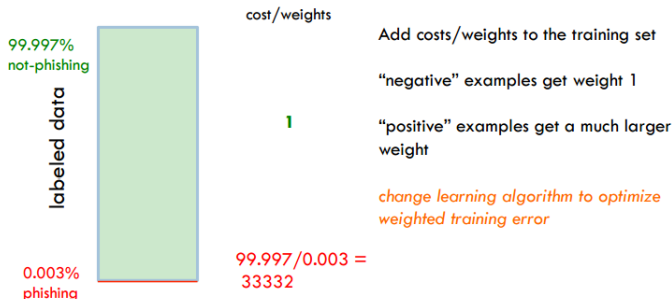 cost/weights
99.997%
not-phishing
labeled data
1
0.003%
phishing
99.997/0.003 =
33332
Add costs/weights to the training set
“negative” examples get weight 1
“positive” examples get a much larger
weight
change learning algorithm to optimize
weighted training error